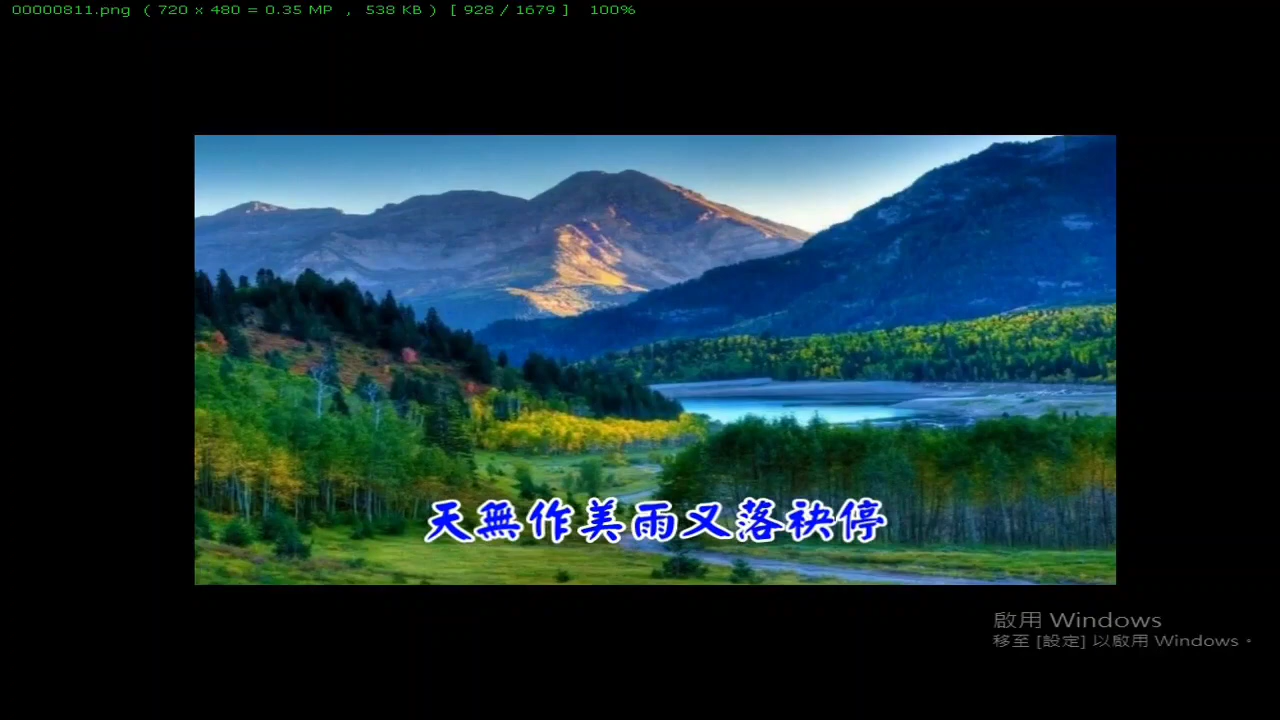 00000811.png ( 720 x 480 = 0.35 MP , 538 KB ) [ 928 / 1679 ] 100%
天無作美雨又落袂停
啟用 Windows
移至 [設定] 以啟用 Windows。